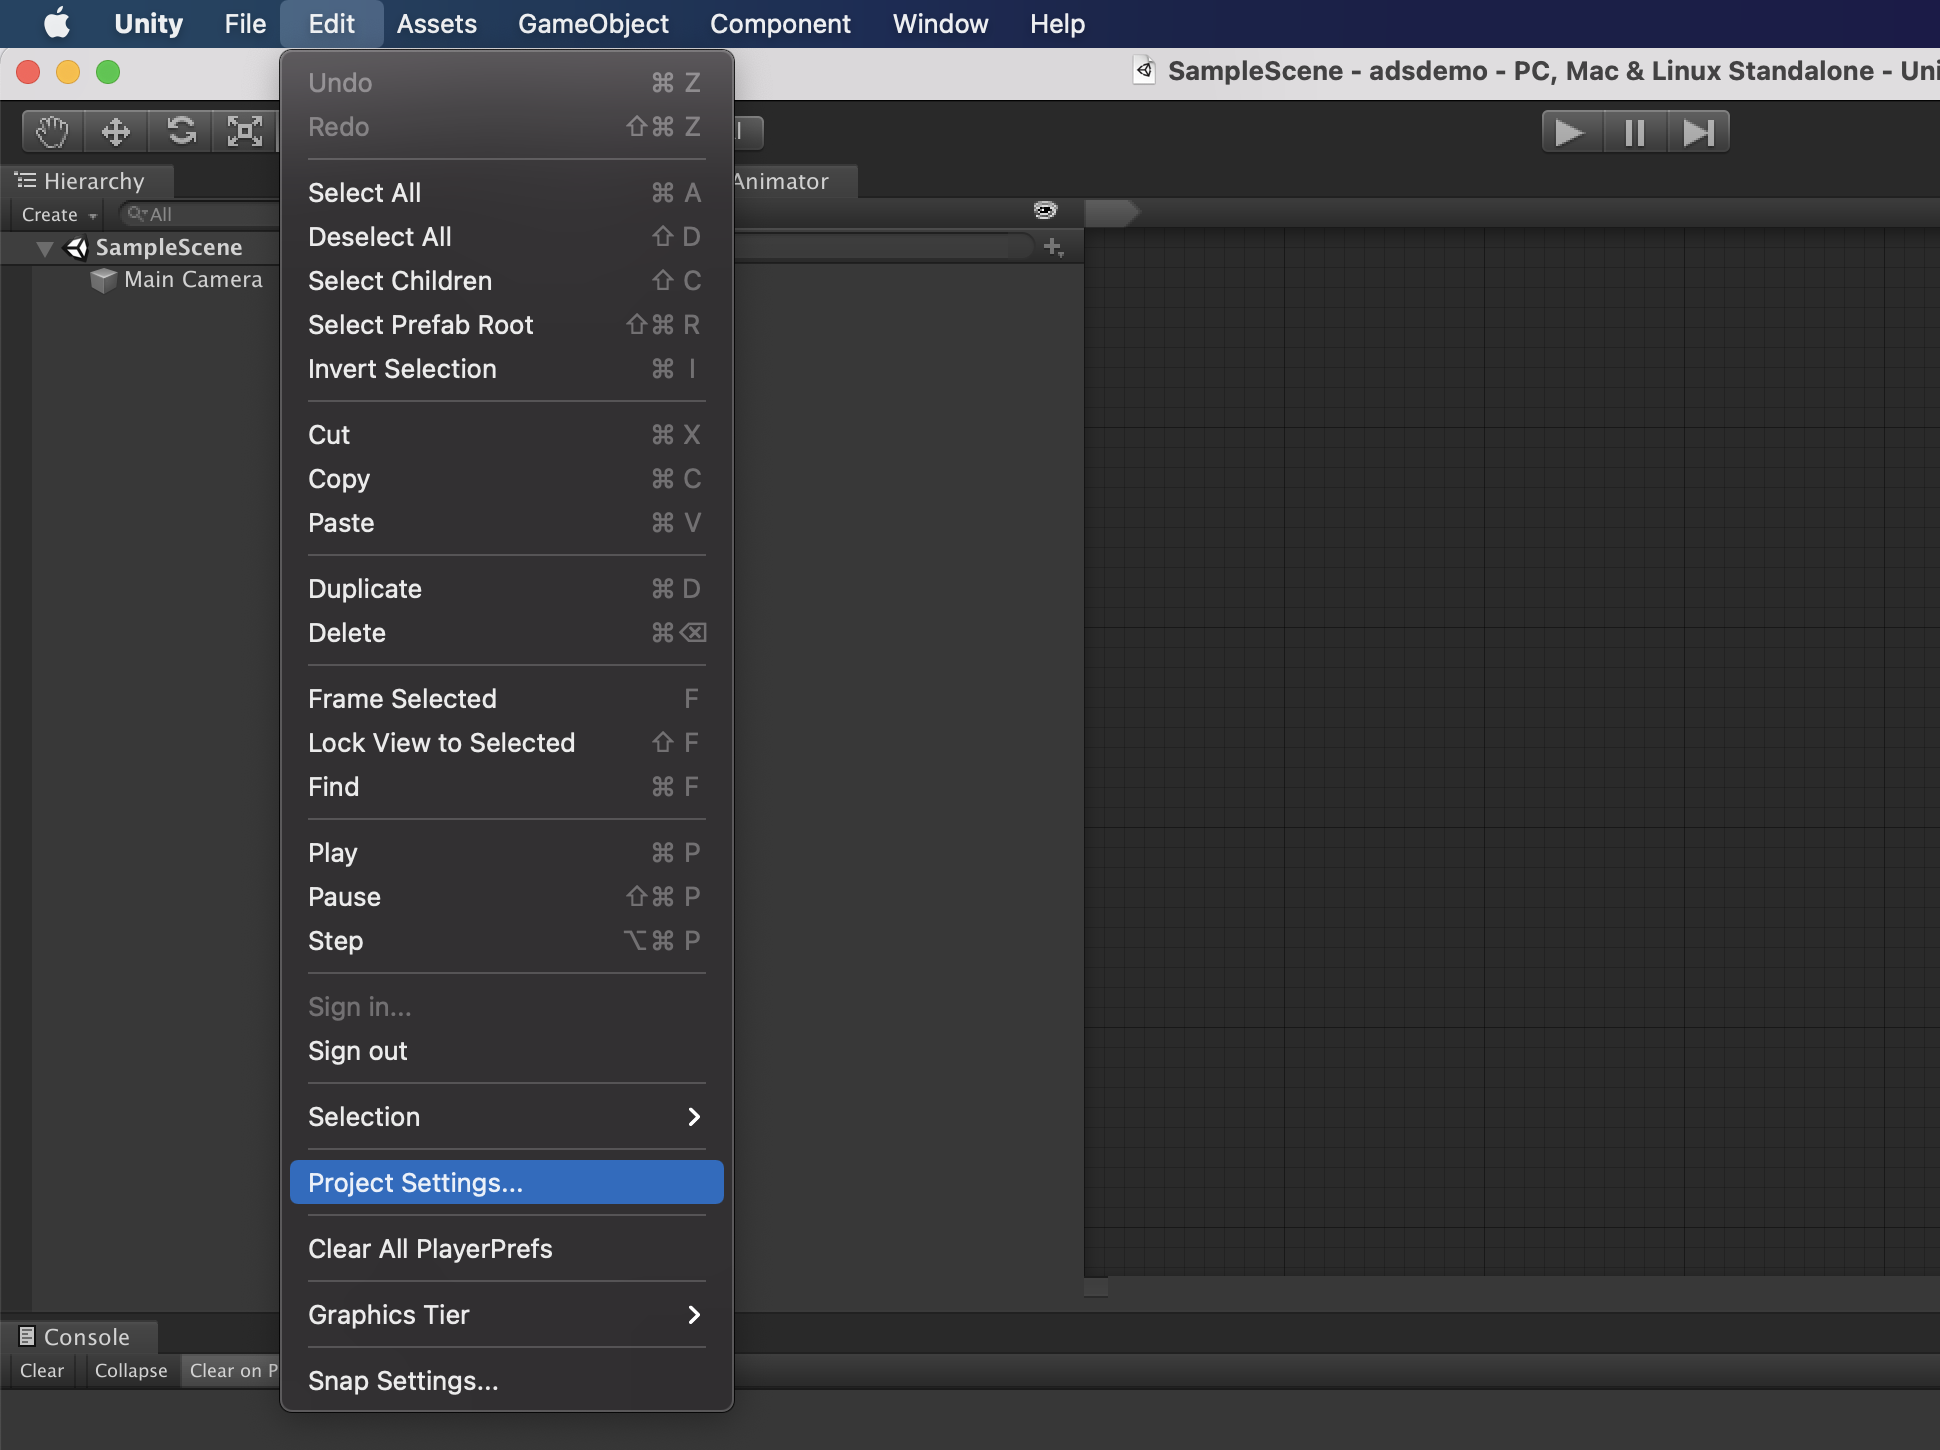 Unity File Edit Assets GameObject Component Window Help
SampleScene - adsdemo - PC, Mac & Linux Standalone - Uni
Hierarchy
Create
All
SampleScene
Main Camera
Undo ⌘ Z
Redo ⇧⌘ Z
Select All ⌘ A
Deselect All ⇧ D
Select Children ⇧ C
Select Prefab Root ⇧⌘ R
Invert Selection ⌘ I
Cut ⌘ X
Copy ⌘ C
Paste ⌘ V
Duplicate ⌘ D
Delete ⌘⌫
Frame Selected F
Lock View to Selected ⇧ F
Find ⌘ F
Play ⌘ P
Pause ⇧⌘ P
Step ⌥⌘ P
Sign in...
Sign out
Selection
Project Settings...
Clear All PlayerPrefs
Graphics Tier
Snap Settings...
Animator
Console
Clear Collapse Clear on P